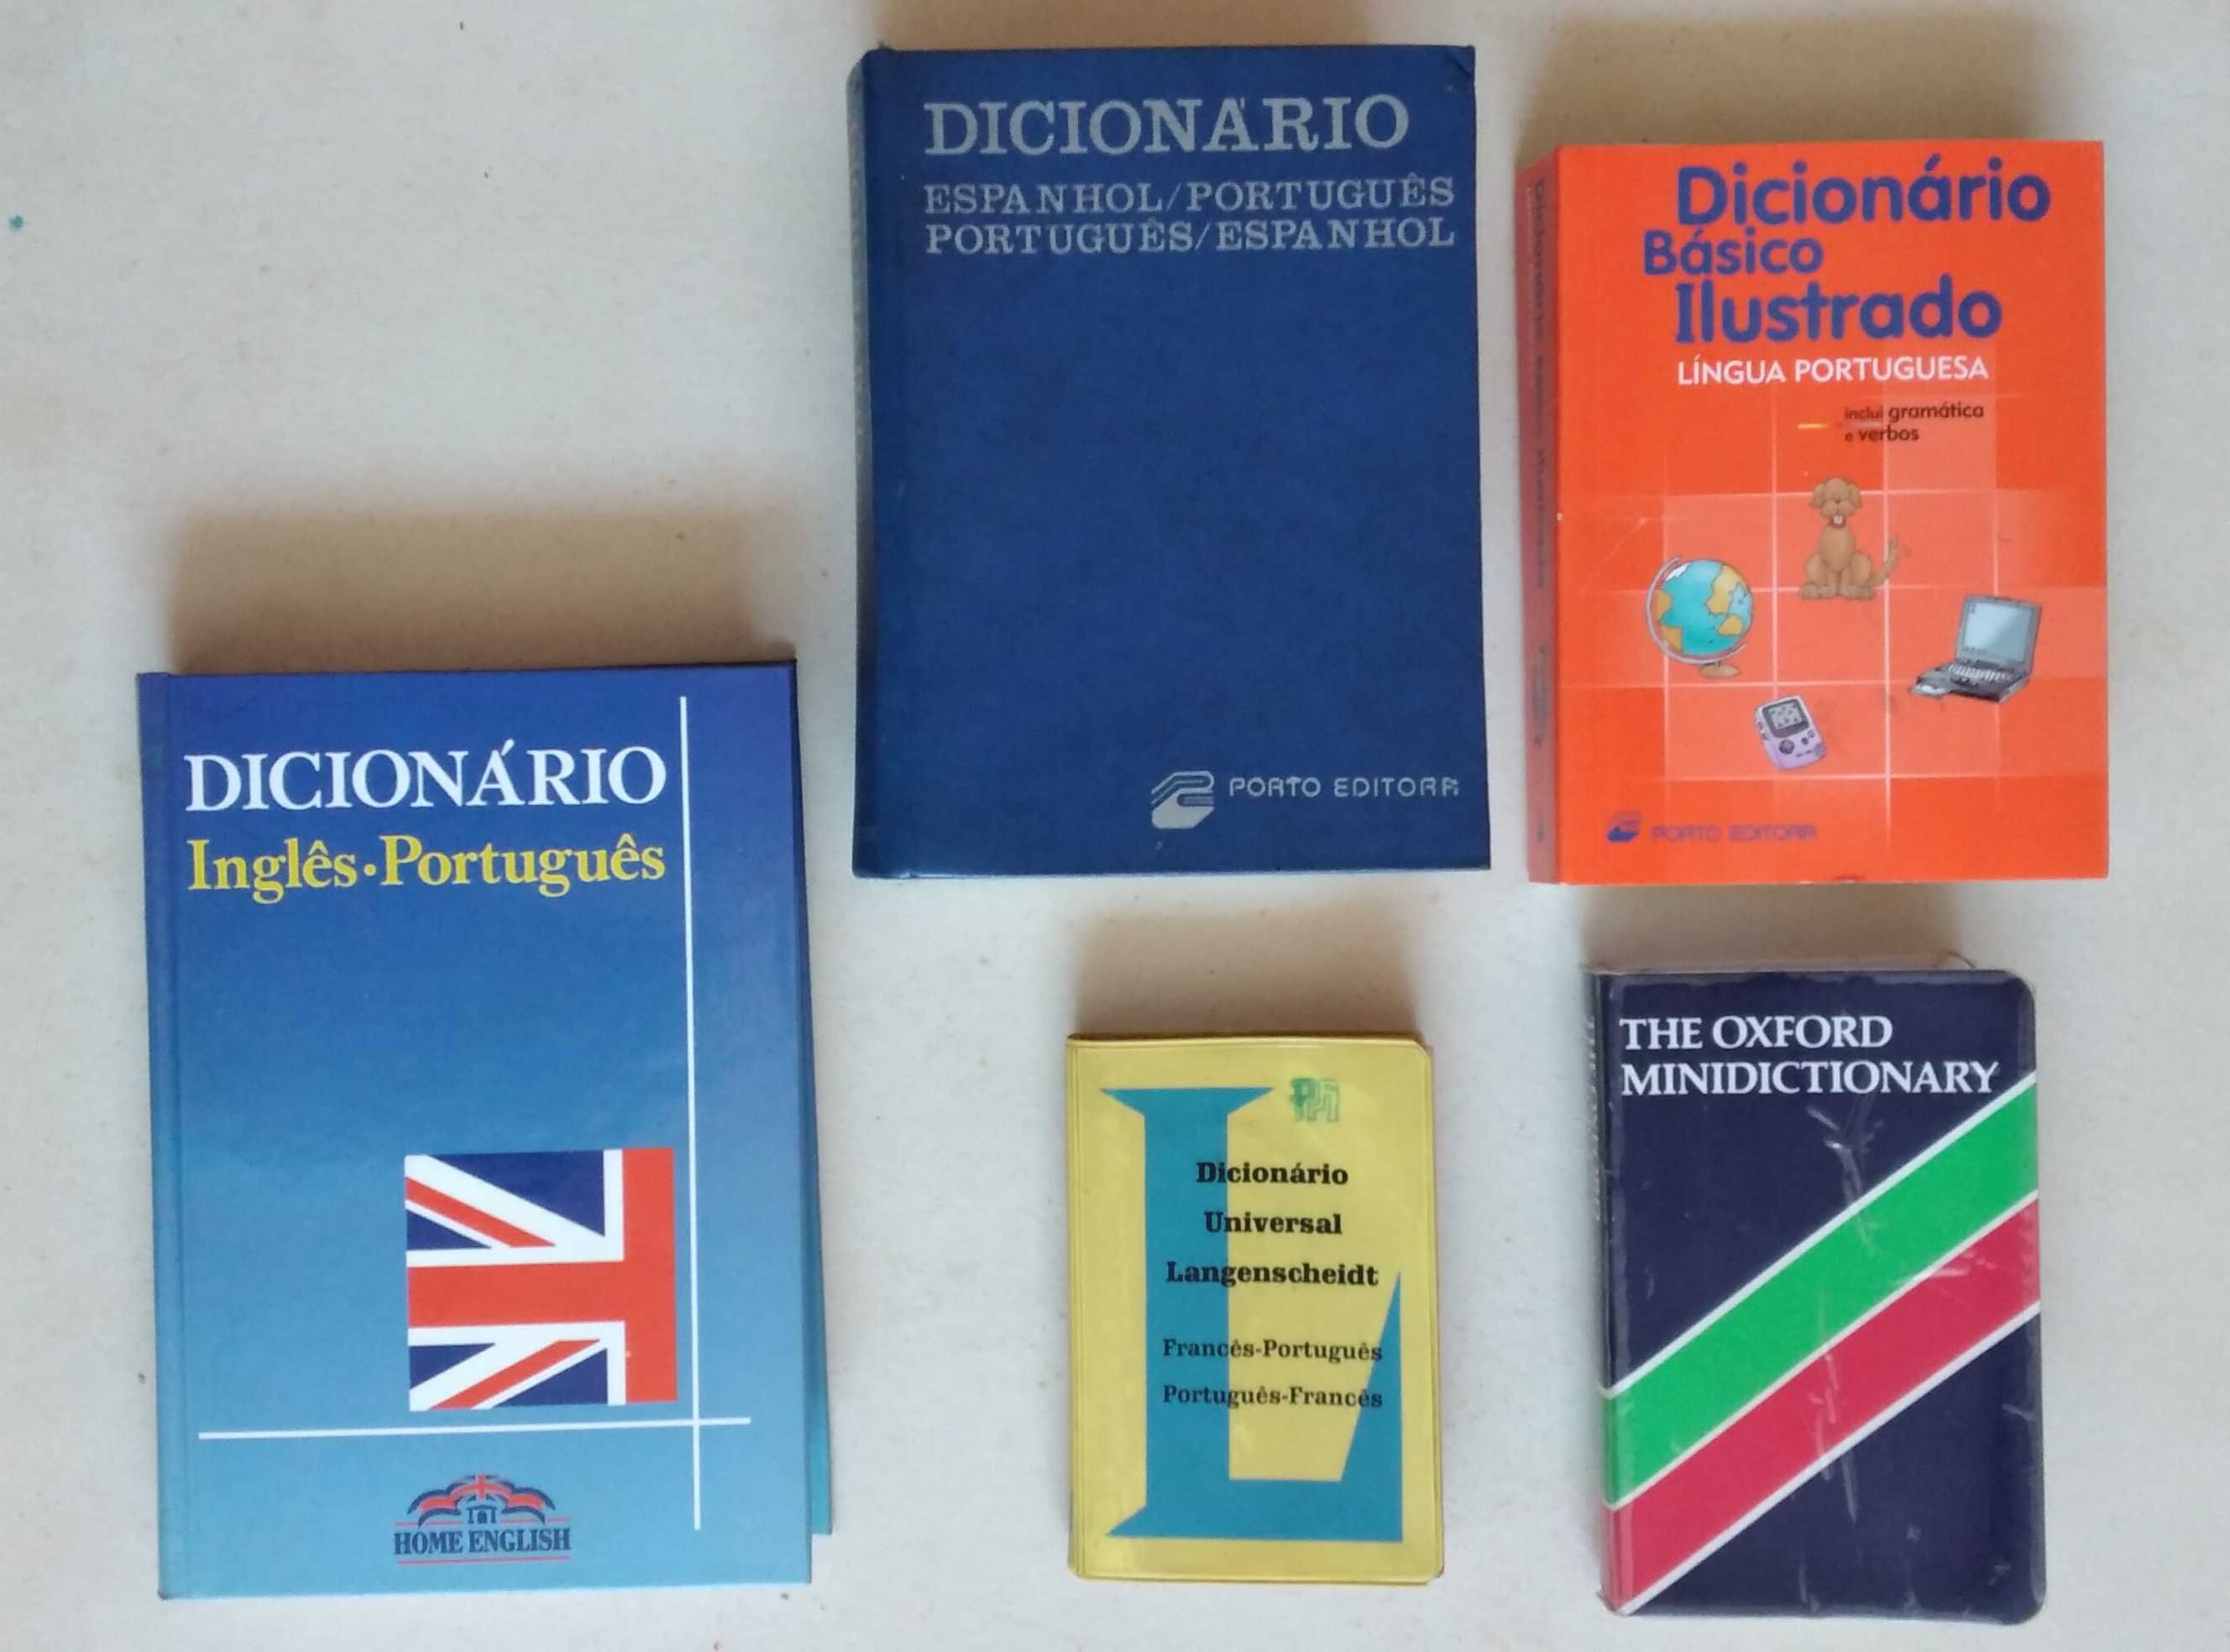 DICIONÁRIO
ESPANHOL/PORTUGUÊS
PORTUGUÊS/ESPANHOL
PORTO EDITORA
Dicionário
Básico
Ilustrado
LÍNGUA PORTUGUESA
inclui gramática
e verbos
PORTO EDITORA
DICIONÁRIO
Inglês·Português
HOME ENGLISH
Dicionário
Universal
Langenscheidt
Francês-Português
Português-Francês
THE OXFORD
MINIDICTIONARY